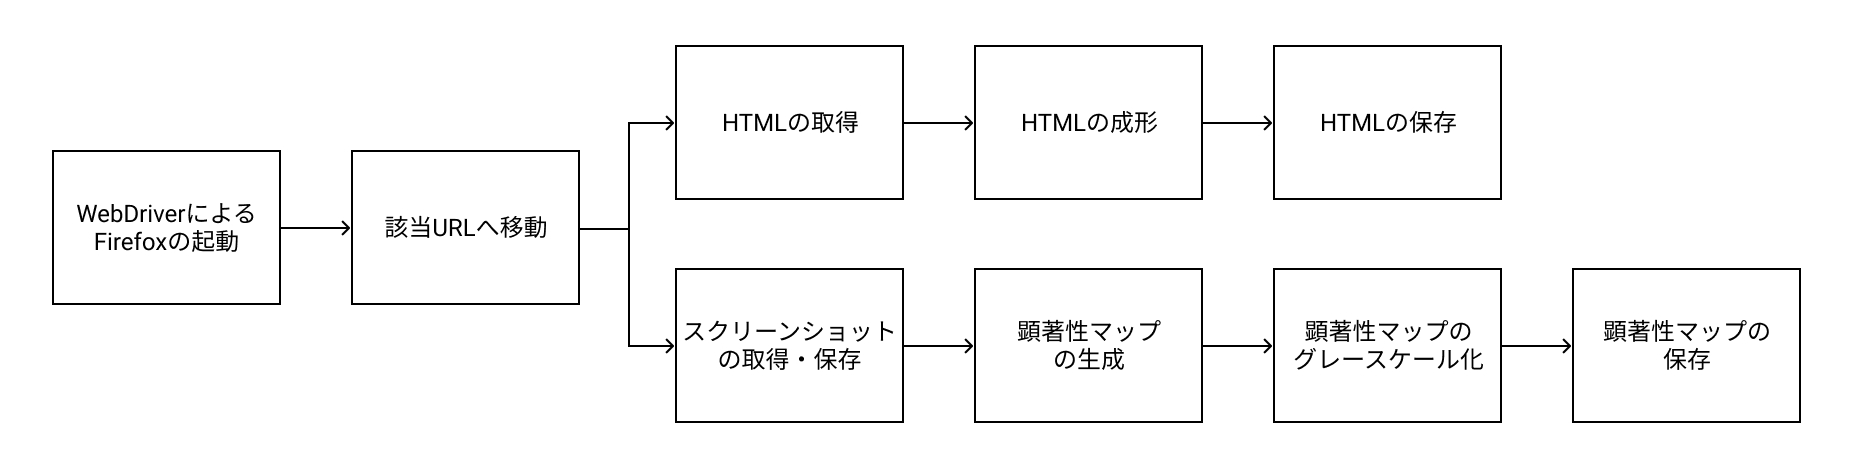 WebDriverによる
Firefoxの起動
該当URLへ移動
HTMLの取得
HTMLの成形
HTMLの保存
スクリーンショット
の取得・保存
顕著性マップ
の生成
顕著性マップの
グレースケール化
顕著性マップの
保存